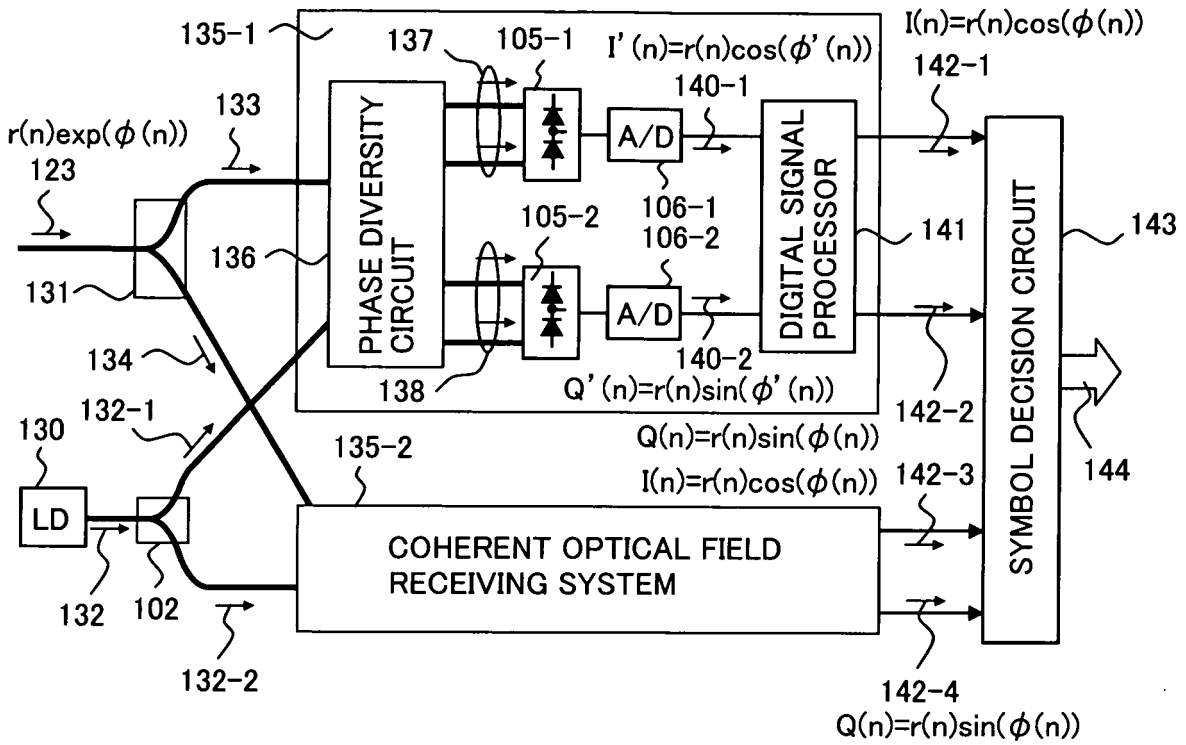 135-1
137
105-1
I'(n)=r(n)cos(ϕ'(n))
I(n)=r(n)cos(ϕ(n))
142-1
140-1
133
r(n)exp(ϕ(n))
123
131
136
PHASE DIVERSITY
CIRCUIT
A/D
106-1
106-2
105-2
A/D
140-2
138
Q'(n)=r(n)sin(ϕ'(n))
DIGITAL SIGNAL
PROCESSOR
141
143
SYMBOL DECISION CIRCUIT
144
134
132-1
142-2
Q(n)=r(n)sin(ϕ(n))
135-2
I(n)=r(n)cos(ϕ(n))
142-3
130
LD
132
102
132-2
COHERENT OPTICAL FIELD
RECEIVING SYSTEM
142-4
Q(n)=r(n)sin(ϕ(n))